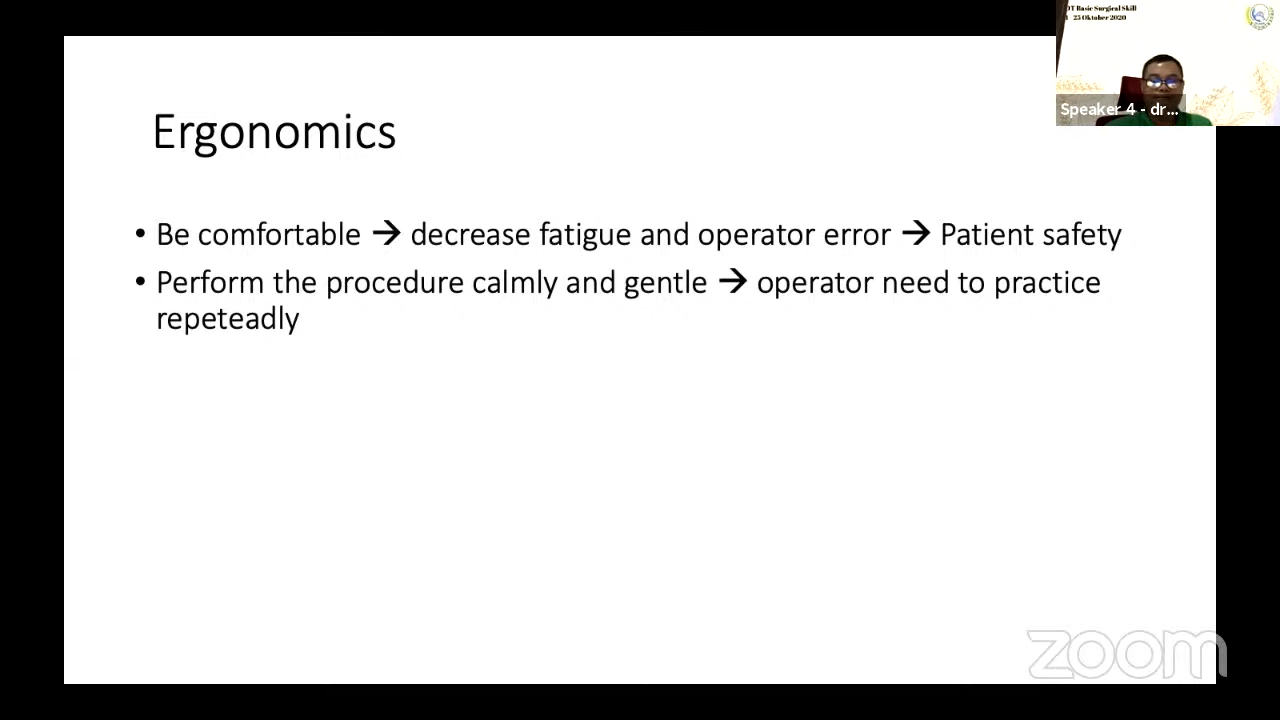 OT Basic Surgical Skill
25 Oktober 2020
Speaker 4 - dr...
Ergonomics
• Be comfortable → decrease fatigue and operator error → Patient safety
• Perform the procedure calmly and gentle → operator need to practice
repeteadly
zoom